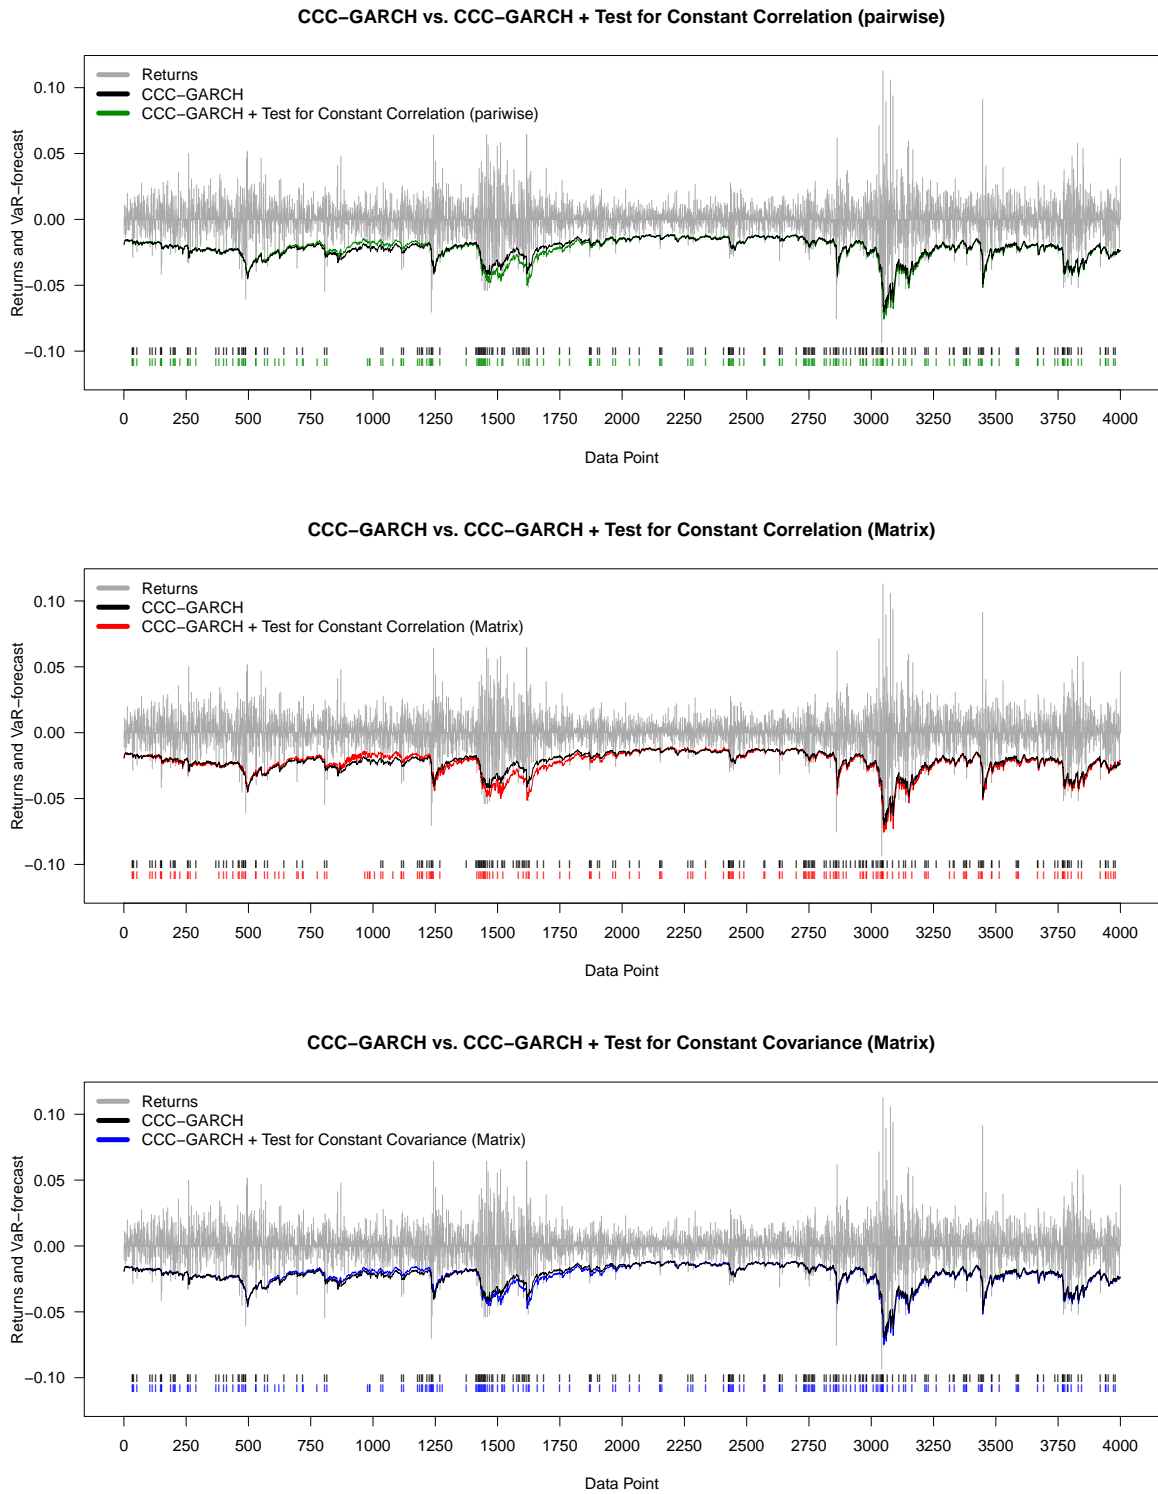 CCC−GARCH vs. CCC−GARCH + Test for Constant Correlation (pairwise)
Returns
CCC−GARCH
CCC−GARCH + Test for Constant Correlation (pariwise)
Returns and VaR−forecast
0.10
0.05
0.00
−0.05
−0.10
0 250 500 750 1000 1250 1500 1750 2000 2250 2500 2750 3000 3250 3500 3750 4000
Data Point
CCC−GARCH vs. CCC−GARCH + Test for Constant Correlation (Matrix)
Returns
CCC−GARCH
CCC−GARCH + Test for Constant Correlation (Matrix)
Returns and VaR−forecast
0.10
0.05
0.00
−0.05
−0.10
0 250 500 750 1000 1250 1500 1750 2000 2250 2500 2750 3000 3250 3500 3750 4000
Data Point
CCC−GARCH vs. CCC−GARCH + Test for Constant Covariance (Matrix)
Returns
CCC−GARCH
CCC−GARCH + Test for Constant Covariance (Matrix)
Returns and VaR−forecast
0.10
0.05
0.00
−0.05
−0.10
0 250 500 750 1000 1250 1500 1750 2000 2250 2500 2750 3000 3250 3500 3750 4000
Data Point